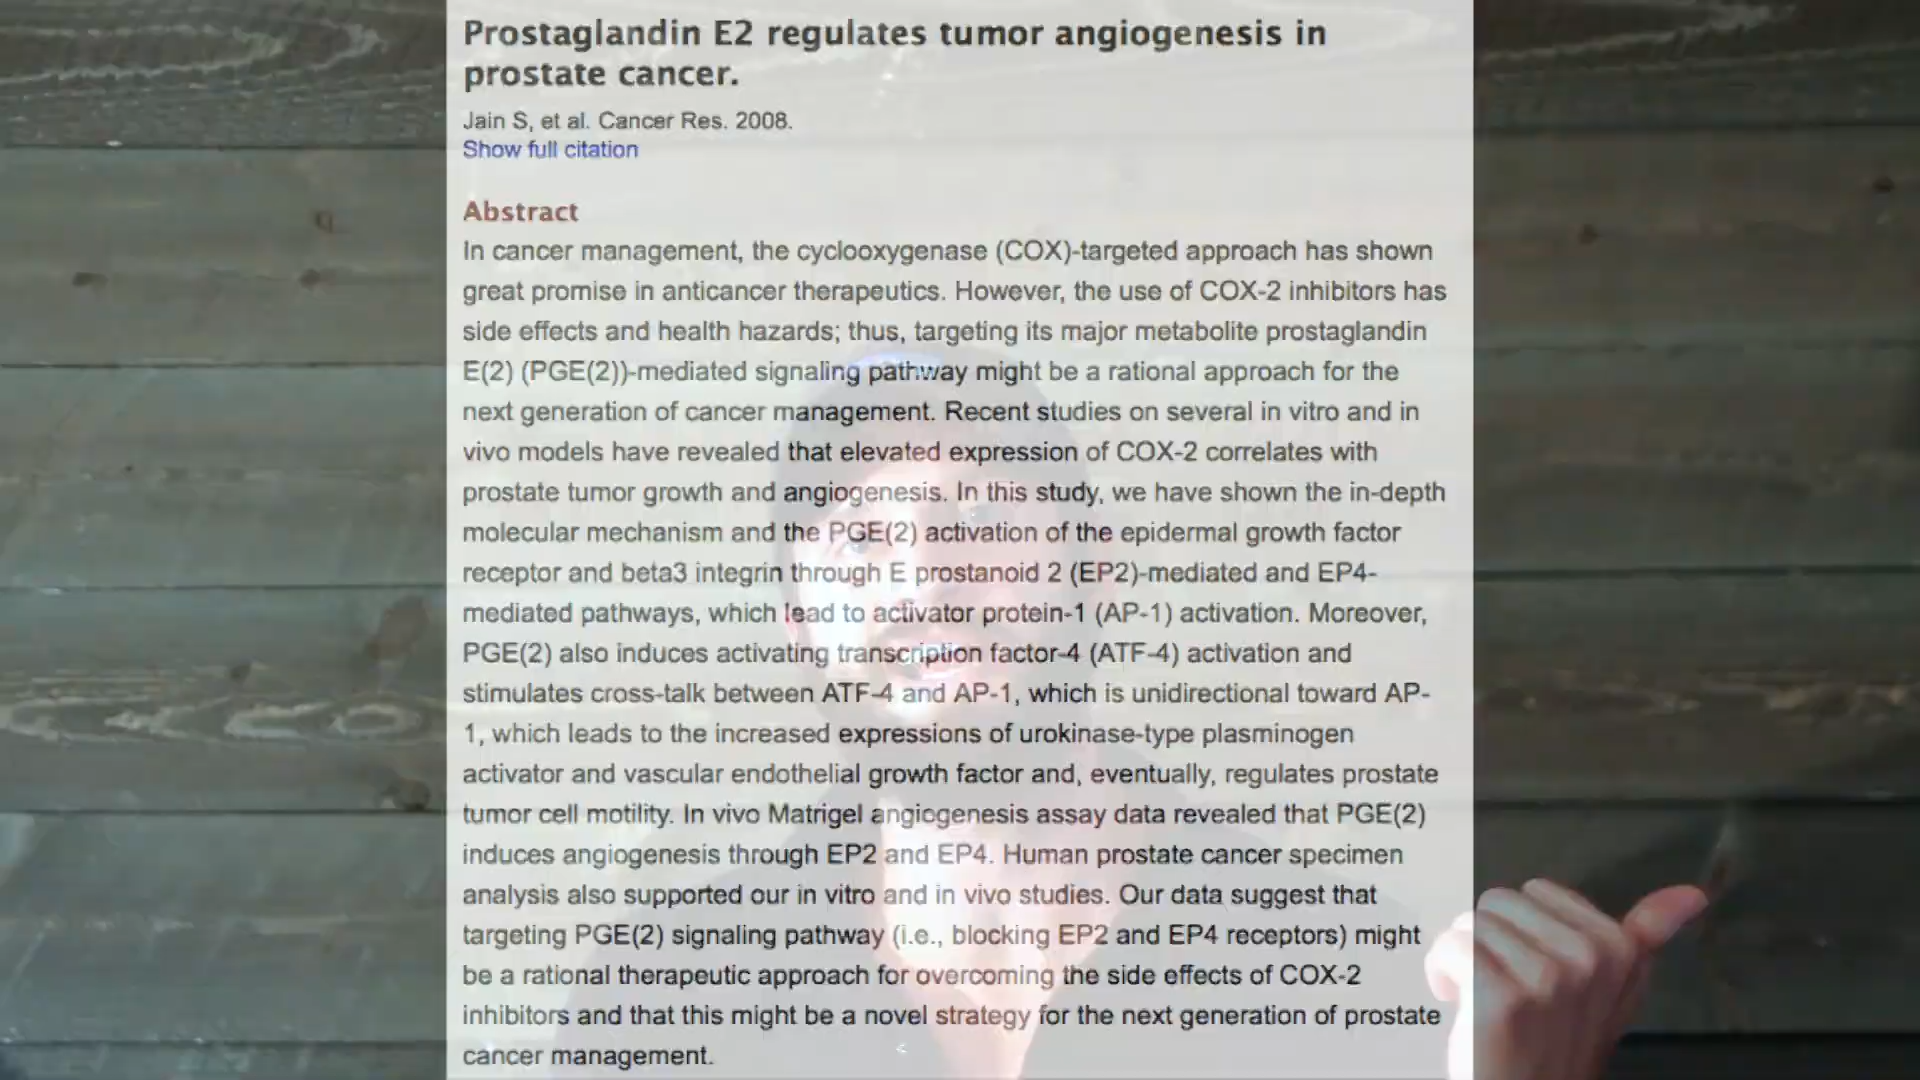 Prostaglandin E2 regulates tumor angiogenesis in
prostate cancer.
Jain S, et al. Cancer Res. 2008.
Show full citation
Abstract
In cancer management, the cyclooxygenase (COX)-targeted approach has shown
great promise in anticancer therapeutics. However, the use of COX-2 inhibitors has
side effects and health hazards; thus, targeting its major metabolite prostaglandin
E(2) (PGE(2))-mediated signaling pathway might be a rational approach for the
next generation of cancer management. Recent studies on several in vitro and in
vivo models have revealed that elevated expression of COX-2 correlates with
prostate tumor growth and angiogenesis. In this study, we have shown the in-depth
molecular mechanism and the PGE(2) activation of the epidermal growth factor
receptor and beta3 integrin through E prostanoid 2 (EP2)-mediated and EP4-
mediated pathways, which lead to activator protein-1 (AP-1) activation. Moreover,
PGE(2) also induces activating transcription factor-4 (ATF-4) activation and
stimulates cross-talk between ATF-4 and AP-1, which is unidirectional toward AP-
1, which leads to the increased expressions of urokinase-type plasminogen
activator and vascular endothelial growth factor and, eventually, regulates prostate
tumor cell motility. In vivo Matrigel angiogenesis assay data revealed that PGE(2)
induces angiogenesis through EP2 and EP4. Human prostate cancer specimen
analysis also supported our in vitro and in vivo studies. Our data suggest that
targeting PGE(2) signaling pathway (i.e., blocking EP2 and EP4 receptors) might
be a rational therapeutic approach for overcoming the side effects of COX-2
inhibitors and that this might be a novel strategy for the next generation of prostate
cancer management.